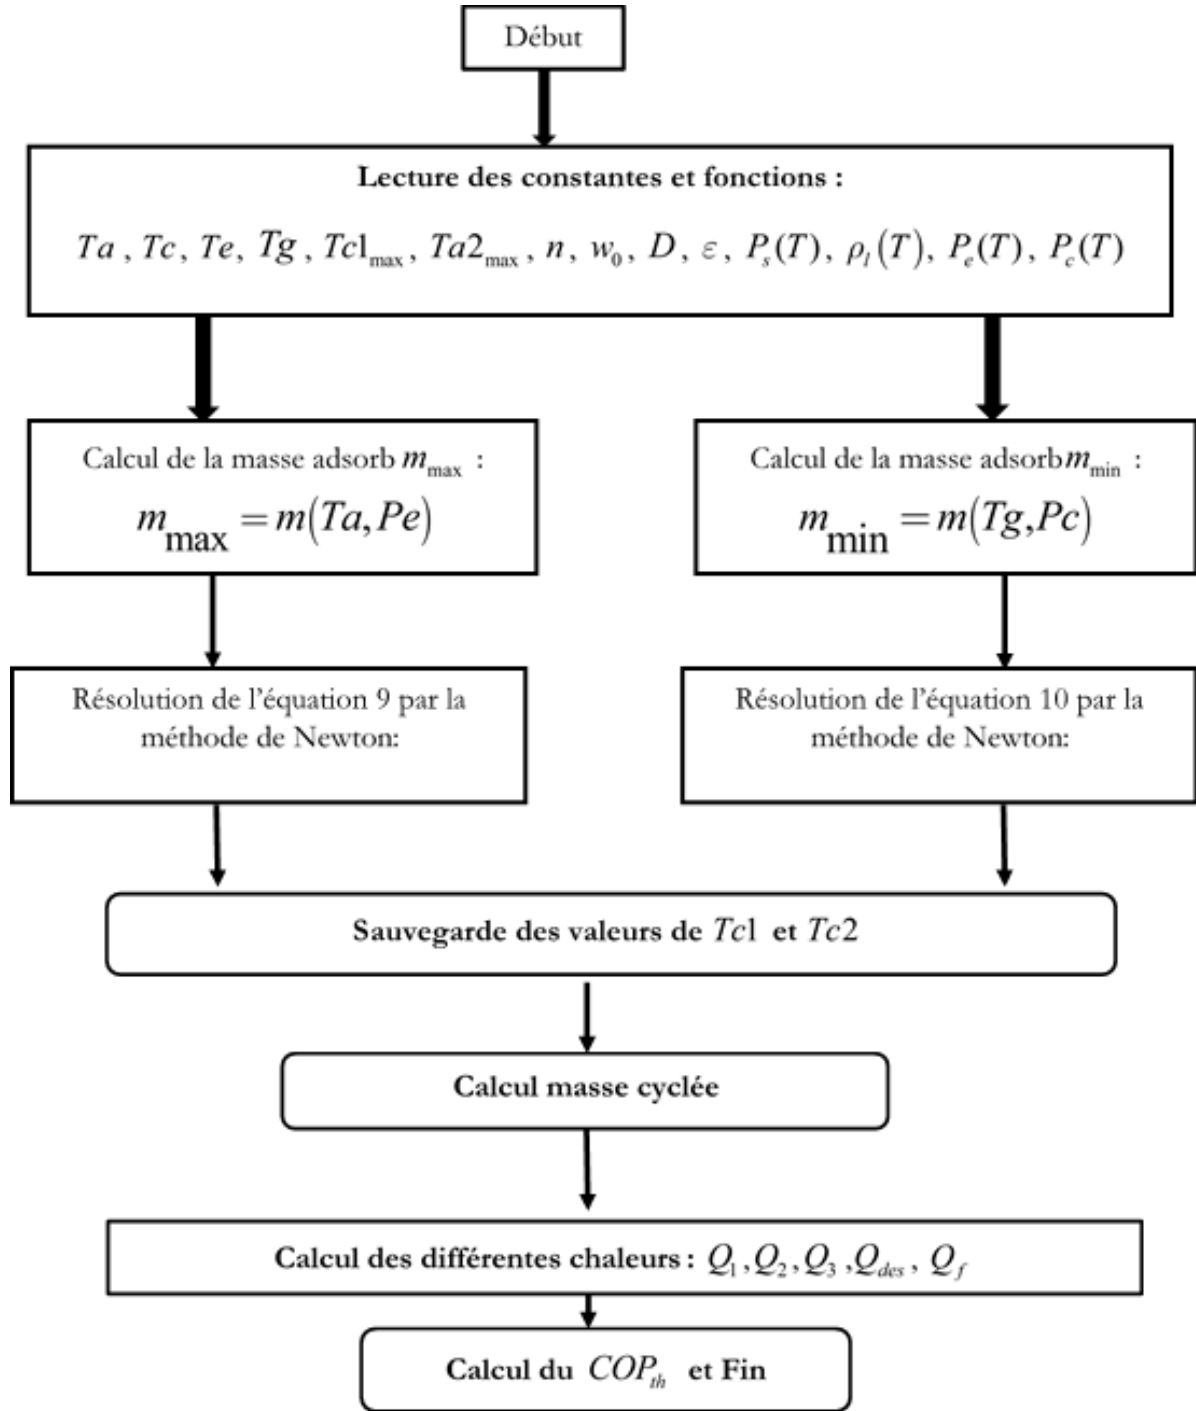 Début
Lecture des constantes et fonctions :
Ta , Tc, Te, Tg, Tc1max, Ta2max, n, w0, D, ε, Ps(T), ρl(T), Pe(T), Pc(T)
Calcul de la masse adsorb mmax :
mmax = m(Ta, Pe)
Calcul de la masse adsorb mmin :
mmin = m(Tg, Pc)
Résolution de l'équation 9 par la
méthode de Newton:
Résolution de l'équation 10 par la
méthode de Newton:
Sauvegarde des valeurs de Tc1 et Tc2
Calcul masse cyclée
Calcul des différentes chaleurs : Q1, Q2, Q3, Qdes, Qf
Calcul du COPth et Fin